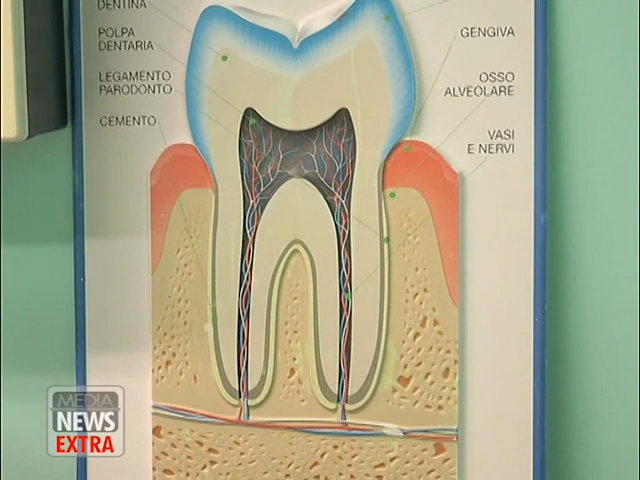 DENTINA
POLPA
DENTARIA
LEGAMENTO
PARODONTO
CEMENTO
GENGIVA
OSSO
ALVEOLARE
VASI
E NERVI
MEDIA
NEWS
EXTRA